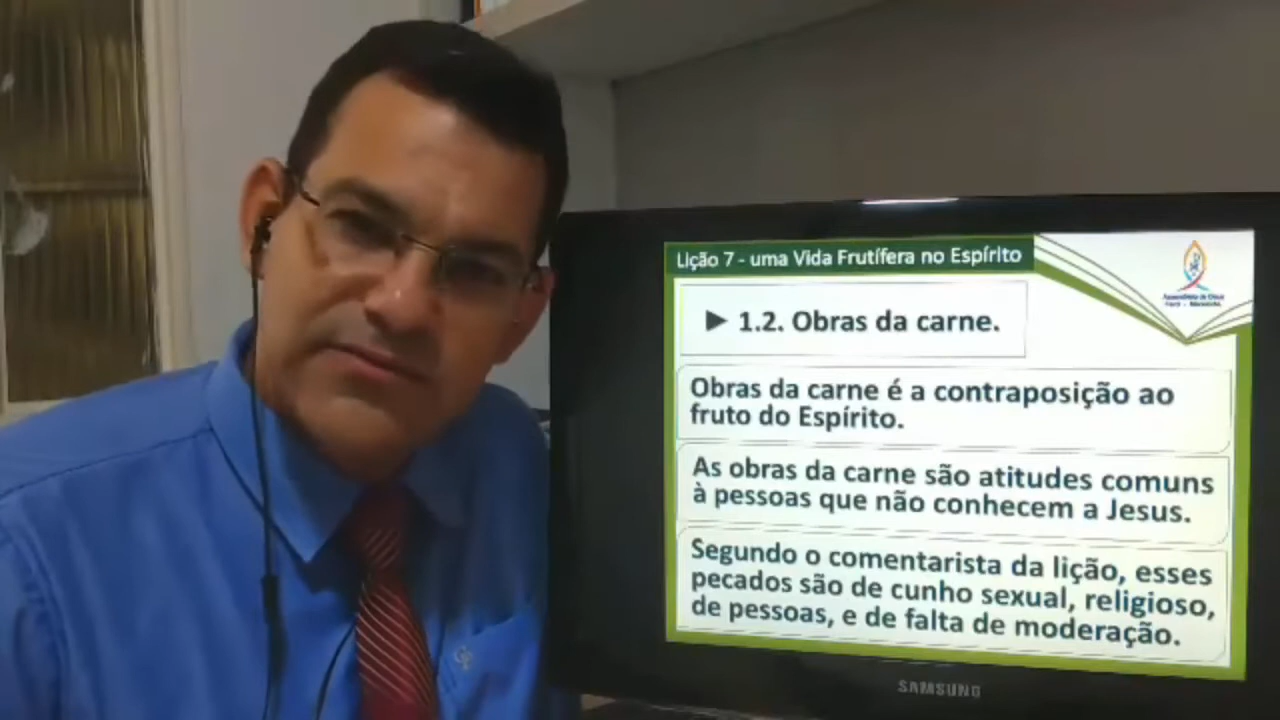 Lição 7 - uma Vida Frutífera no Espírito
► 1.2. Obras da carne.
Obras da carne é a contraposição ao
fruto do Espírito.
As obras da carne são atitudes comuns
à pessoas que não conhecem a Jesus.
Segundo o comentarista da lição, esses
pecados são de cunho sexual, religioso,
de pessoas, e de falta de moderação.
SAMSUNG